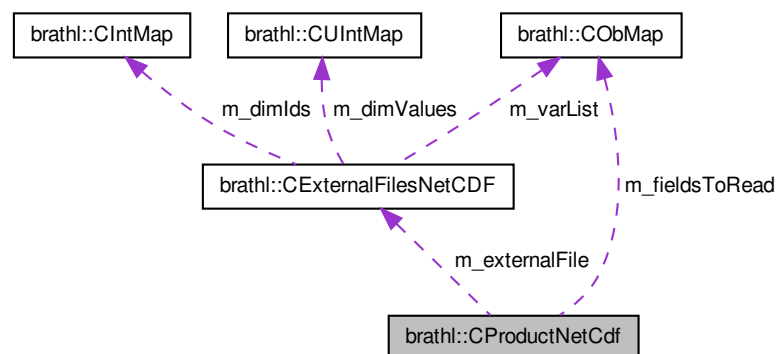 brathl::CIntMap
brathl::CUIntMap
brathl::CObMap
m_dimIds
m_dimValues
m_varList
brathl::CExternalFilesNetCDF
m_fieldsToRead
m_externalFile
brathl::CProductNetCdf